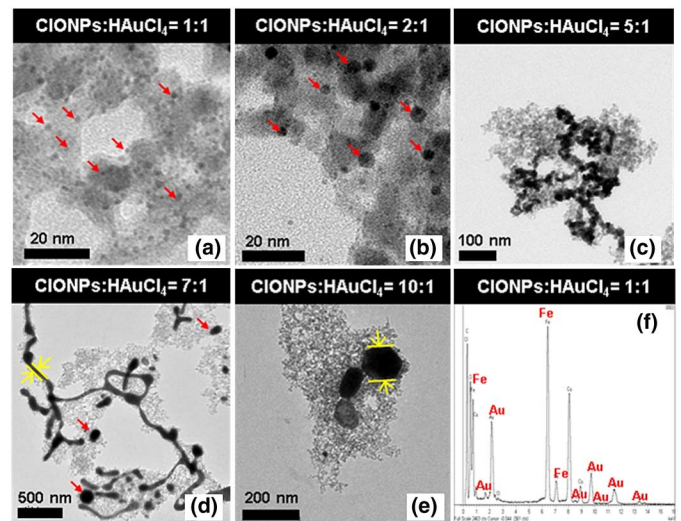 ClONPs:HAuCl₄= 1:1
ClONPs:HAuCl₄= 2:1
ClONPs:HAuCl₄= 5:1
20 nm
(a)
20 nm
(b)
100 nm
(c)
ClONPs:HAuCl₄= 7:1
ClONPs:HAuCl₄= 10:1
ClONPs:HAuCl₄= 1:1
500 nm
(d)
200 nm
(e)
(f)
Fe
Fe
Au
Fe
Au
Au
Au
Au
Au
Au